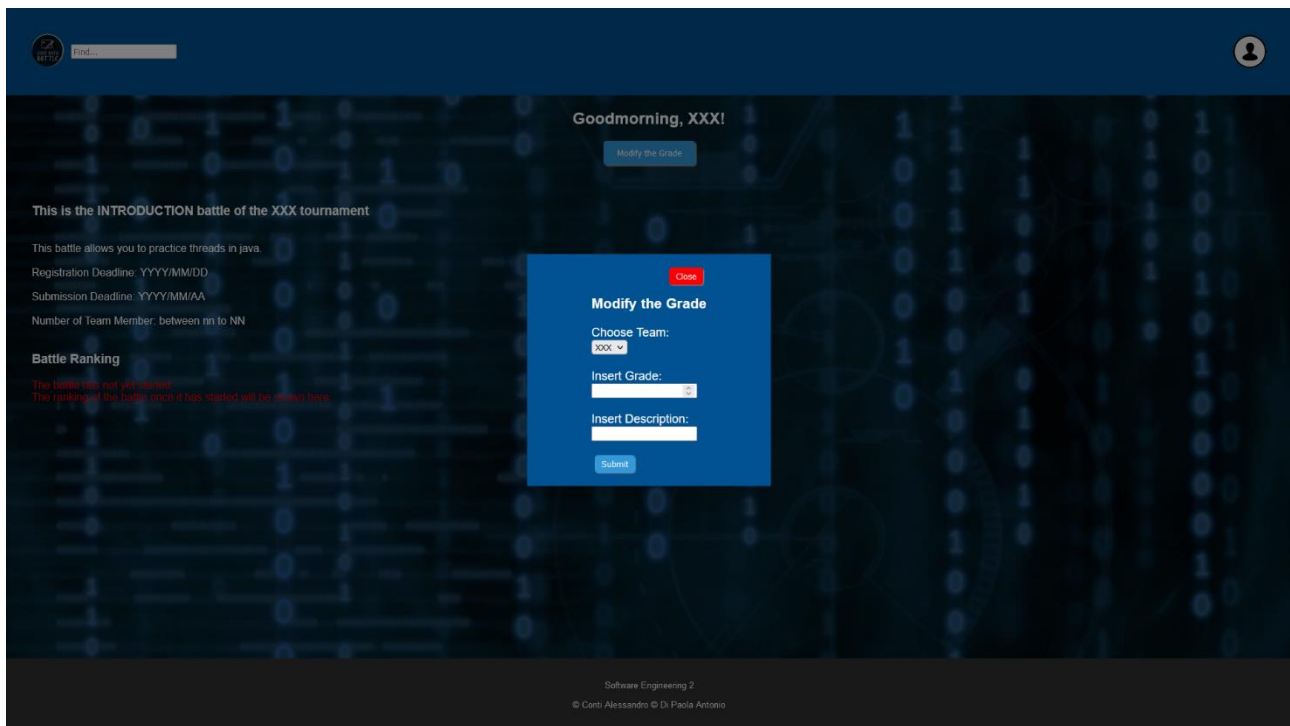 BATTLE
Find...
Goodmorning, XXX!
Modify the Grade
This is the INTRODUCTION battle of the XXX tournament
This battle allows you to practice threads in java.
Registration Deadline: YYYY/MM/DD
Submission Deadline: YYYY/MM/AA
Number of Team Member: between nn to NN
Battle Ranking
The battle has not yet started.
The ranking of the battle once it has started will be shown here.
Close
Modify the Grade
Choose Team:
XXX
Insert Grade:
Insert Description:
Submit
Software Engineering 2
© Conti Alessandro © Di Paola Antonio